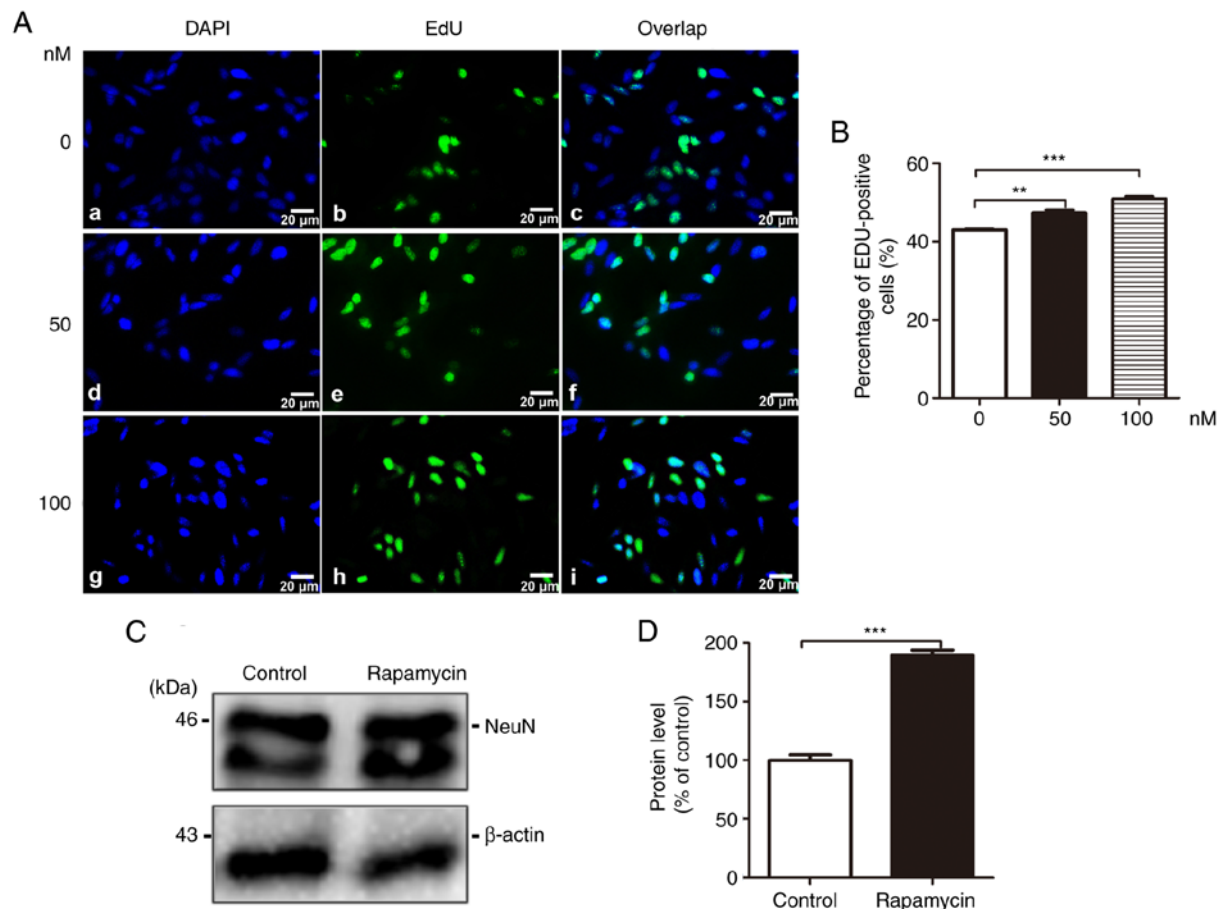 A
DAPI EdU Overlap
nM
0
a 20 µm b 20 µm c 20 µm
50
d 20 µm e 20 µm f 20 µm
100
g 20 µm h 20 µm i 20 µm
B
Percentage of EDU-positive
cells (%)
60
40
20
0
***
**
0 50 100 nM
C
Control Rapamycin
(kDa)
46 NeuN
43 β-actin
D
Protein level
(% of control)
200
150
100
50
0
***
Control Rapamycin